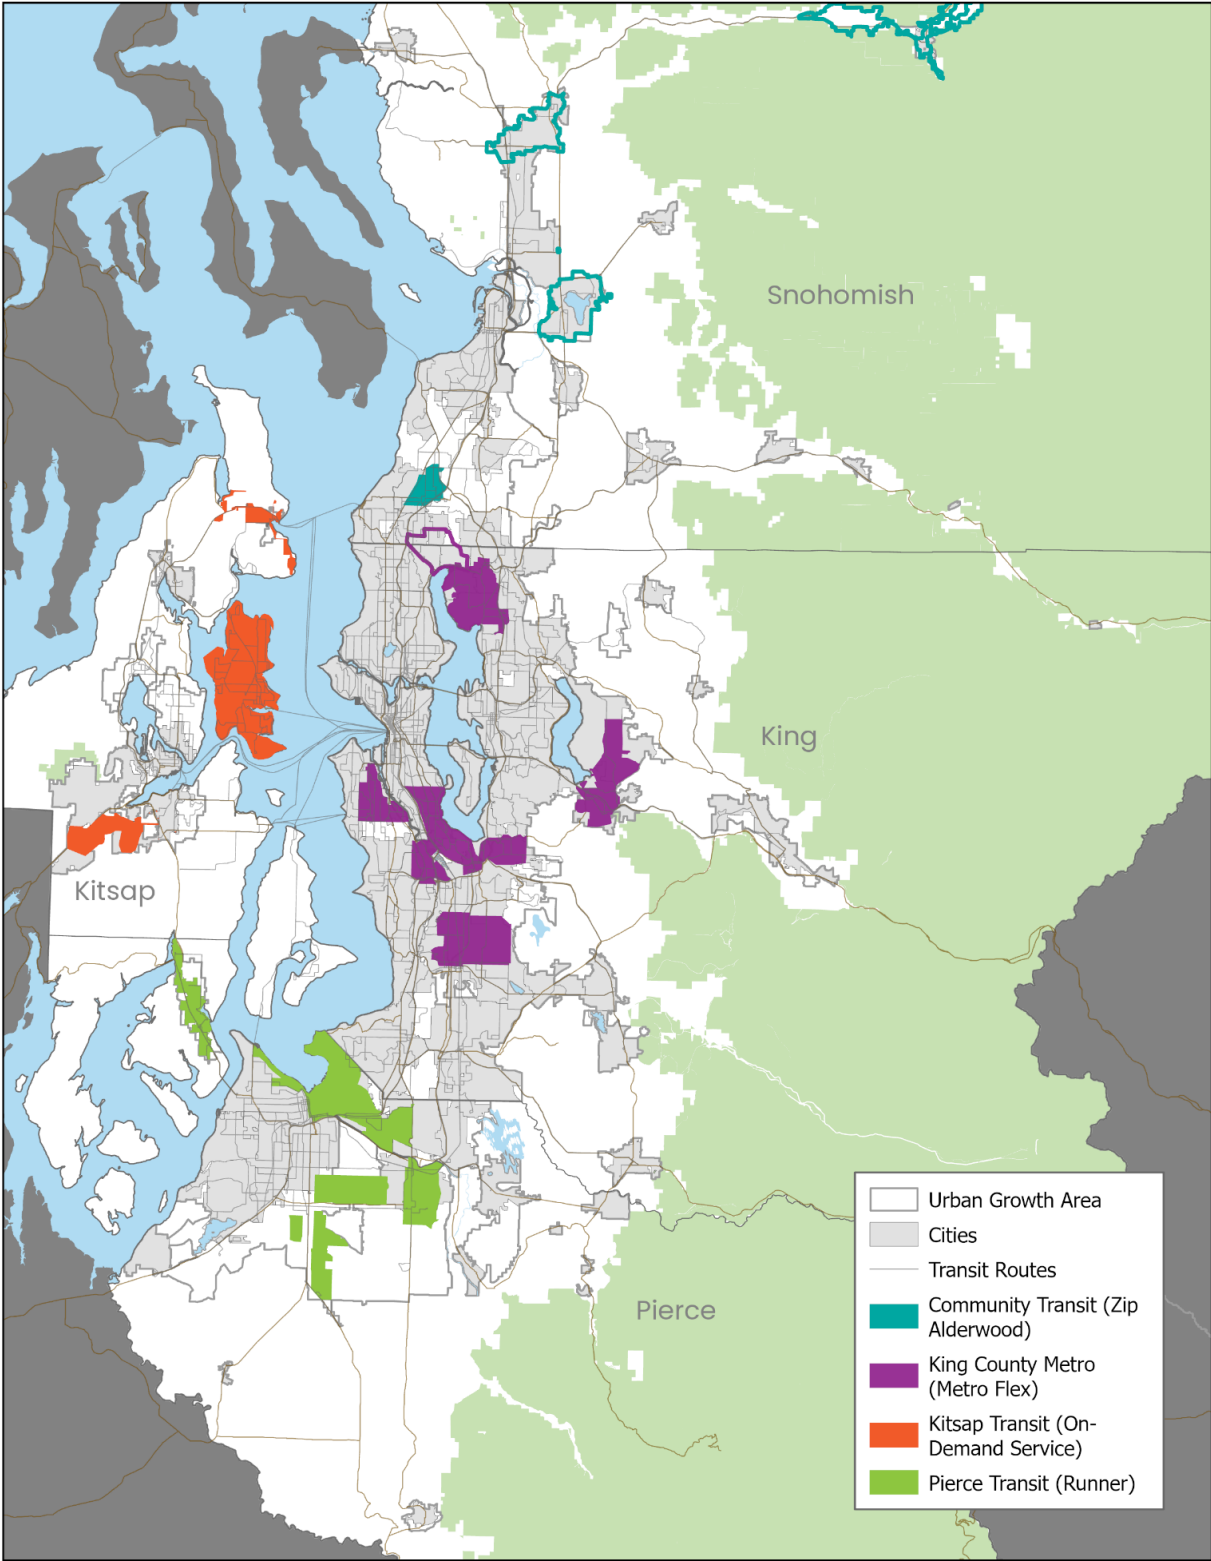 Snohomish
King
Kitsap
Pierce
Urban Growth Area
Cities
Transit Routes
Community Transit (Zip
Alderwood)
King County Metro
(Metro Flex)
Kitsap Transit (On-
Demand Service)
Pierce Transit (Runner)